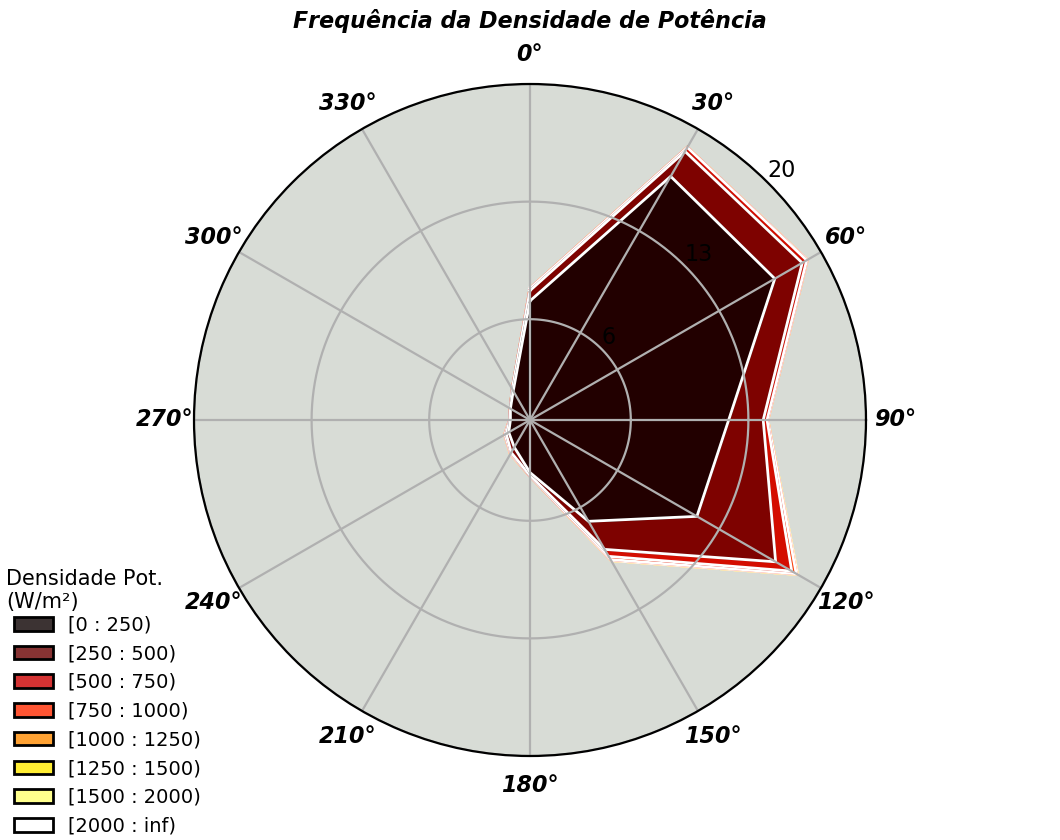 Frequência da Densidade de Potência
0°
330°
30°
20
300°
60°
13
6
270°
90°
240°
120°
210°
150°
180°
Densidade Pot.
(W/m²)
[0 : 250)
[250 : 500)
[500 : 750)
[750 : 1000)
[1000 : 1250)
[1250 : 1500)
[1500 : 2000)
[2000 : inf)